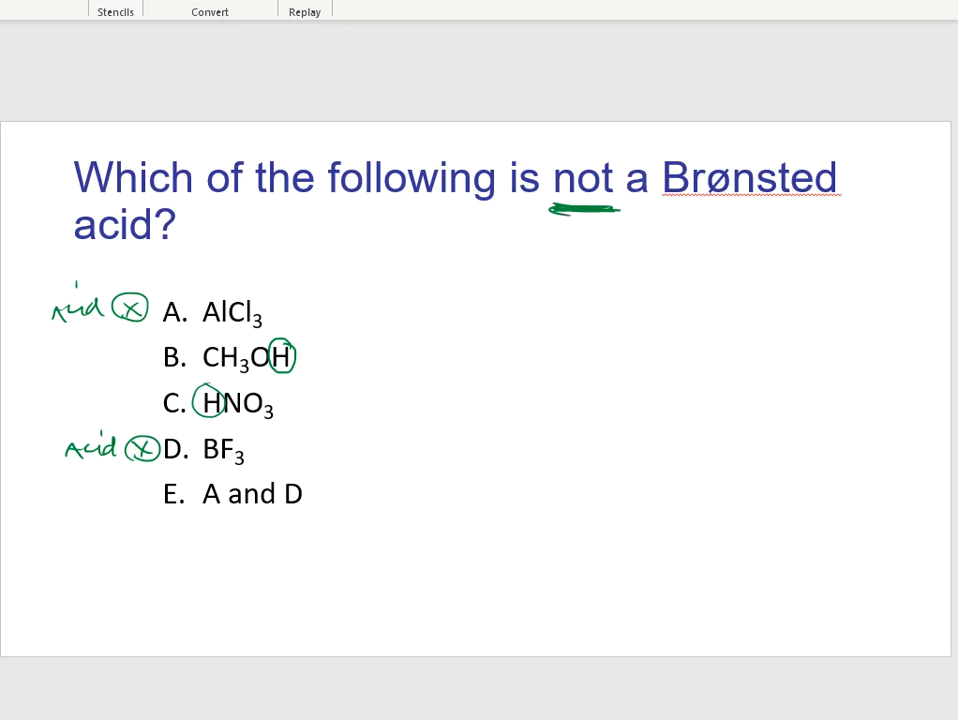 Stencils Convert Replay
Which of the following is not a Brønsted
acid?
Acid X A. AlCl₃
B. CH₃OH
C. HNO₃
Acid X D. BF₃
E. A and D